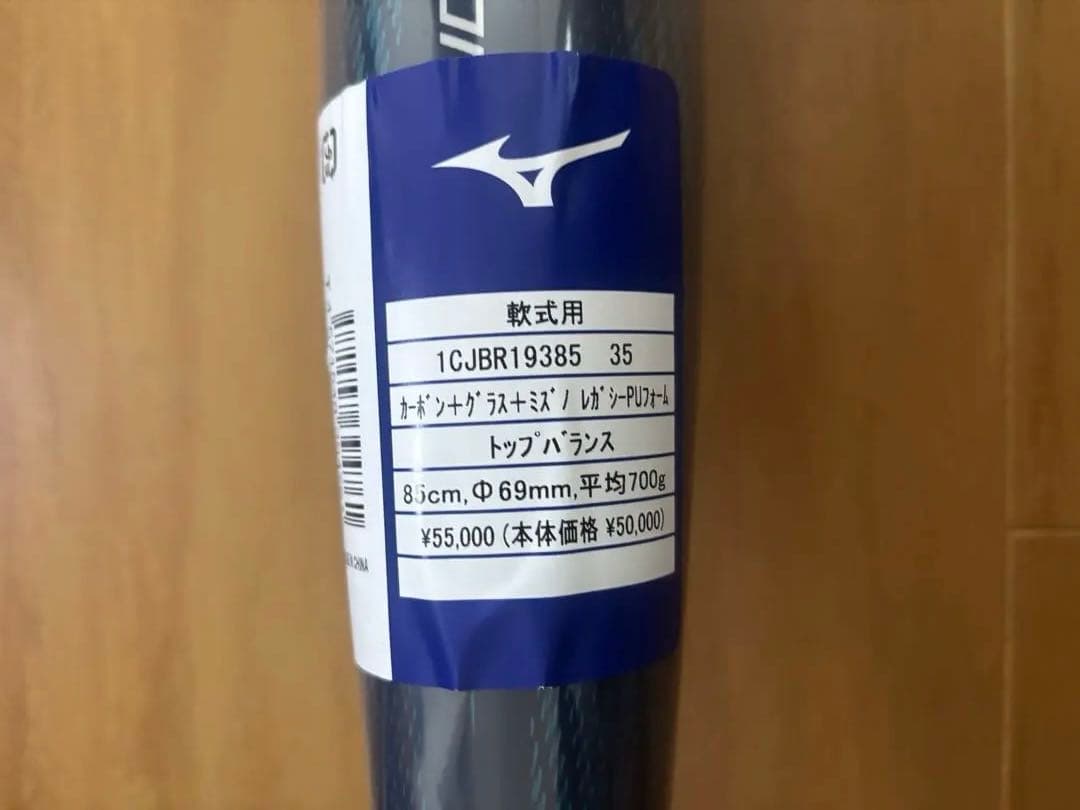 軟式用
1CJBR19385 35
ｶｰﾎﾞﾝ+ｸﾞﾗｽ+ﾐｽﾞﾉ ﾚｶﾞｼｰPUﾌｫｰﾑ
ﾄｯﾌﾟﾊﾞﾗﾝｽ
85cm,Φ69mm,平均700g
¥55,000(本体価格 ¥50,000)
CHINA